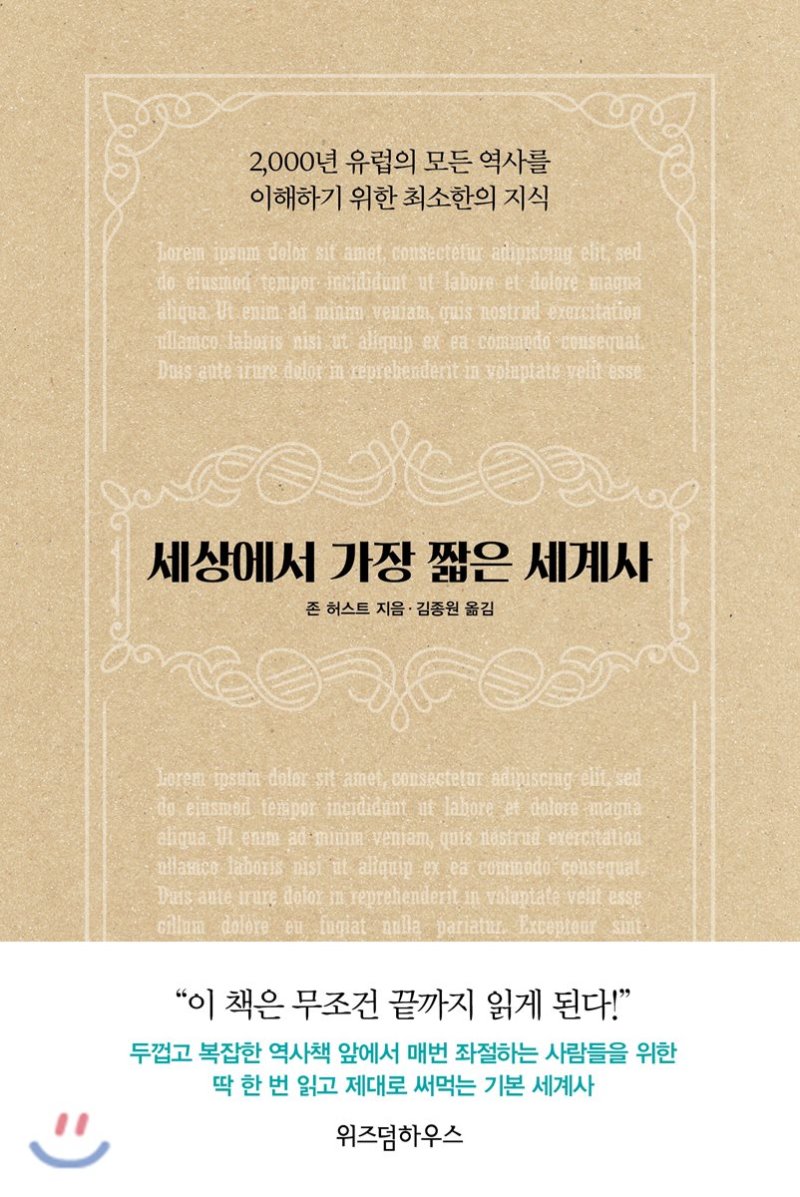 2,000년 유럽의 모든 역사를
이해하기 위한 최소한의 지식
Lorem ipsum dolor sit amet, consectetur adipiscing elit, sed
do eiusmod tempor incididunt ut labore et dolore magna
aliqua. Ut enim ad minim veniam, quis nostrud exercitation
ullamco laboris nisi ut aliquip ex ea commodo consequat.
Duis aute irure dolor in reprehenderit in voluptate velit esse
세상에서 가장 짧은 세계사
존 허스트 지음·김종원 옮김
Lorem ipsum dolor sit amet, consectetur adipiscing elit, sed
do eiusmod tempor incididunt ut labore et dolore magna
aliqua. Ut enim ad minim veniam, quis nostrud exercitation
ullamco laboris nisi ut aliquip ex ea commodo consequat.
Duis aute irure dolor in reprehenderit in voluptate velit esse
cillum dolore eu fugiat nulla pariatur. Excepteur sint
“이 책은 무조건 끝까지 읽게 된다!”
두껍고 복잡한 역사책 앞에서 매번 좌절하는 사람들을 위한
딱 한 번 읽고 제대로 써먹는 기본 세계사
위즈덤하우스